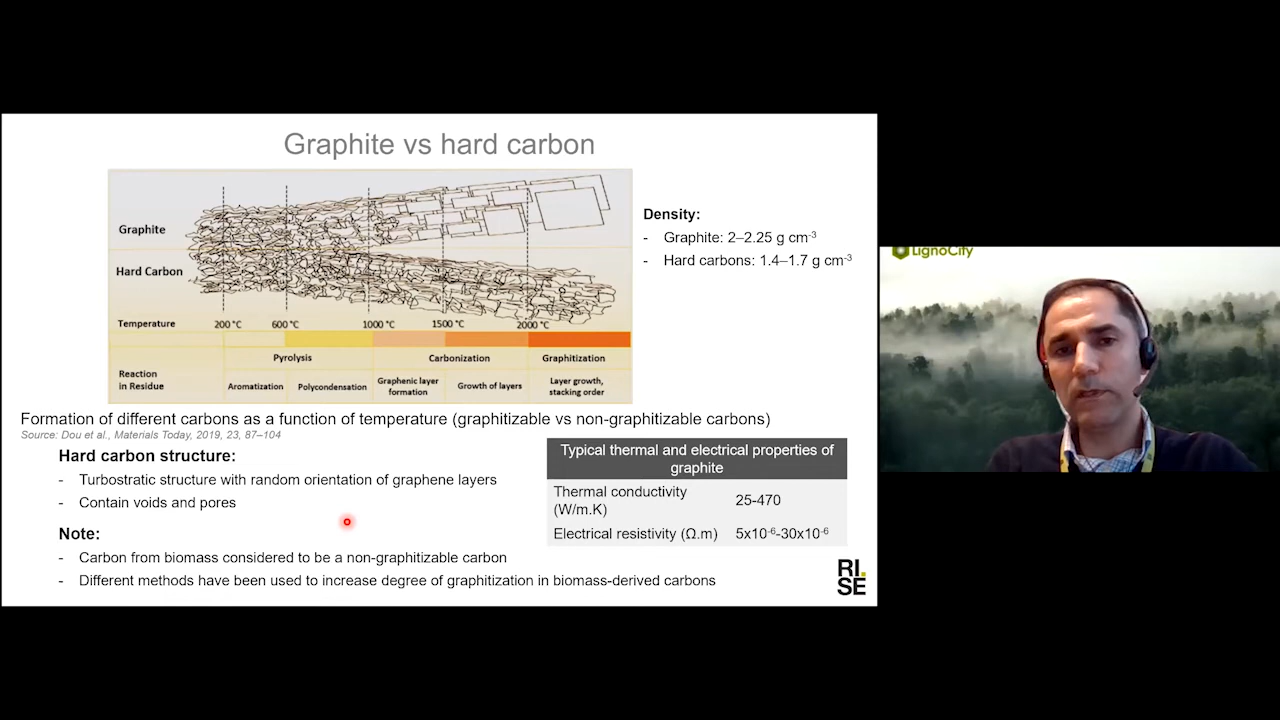 Graphite vs hard carbon
Graphite
Hard Carbon
Temperature 200 °C 600 °C 1000 °C 1500 °C 2000 °C
Pyrolysis Carbonization Graphitization
Reaction in Residue
Aromatization Polycondensation Graphenic layer formation Growth of layers Layer growth, stacking order
Density:
- Graphite: 2–2.25 g cm⁻³
- Hard carbons: 1.4–1.7 g cm⁻³
Formation of different carbons as a function of temperature (graphitizable vs non-graphitizable carbons)
Source: Dou et al., Materials Today, 2019, 23, 87–104
Hard carbon structure:
- Turbostratic structure with random orientation of graphene layers
- Contain voids and pores
Note:
- Carbon from biomass considered to be a non-graphitizable carbon
- Different methods have been used to increase degree of graphitization in biomass-derived carbons
Typical thermal and electrical properties of
graphite
Thermal conductivity
(W/m.K) 25-470
Electrical resistivity (Ω.m) 5x10⁻⁶-30x10⁻⁶
RI.
SE
LignoCity